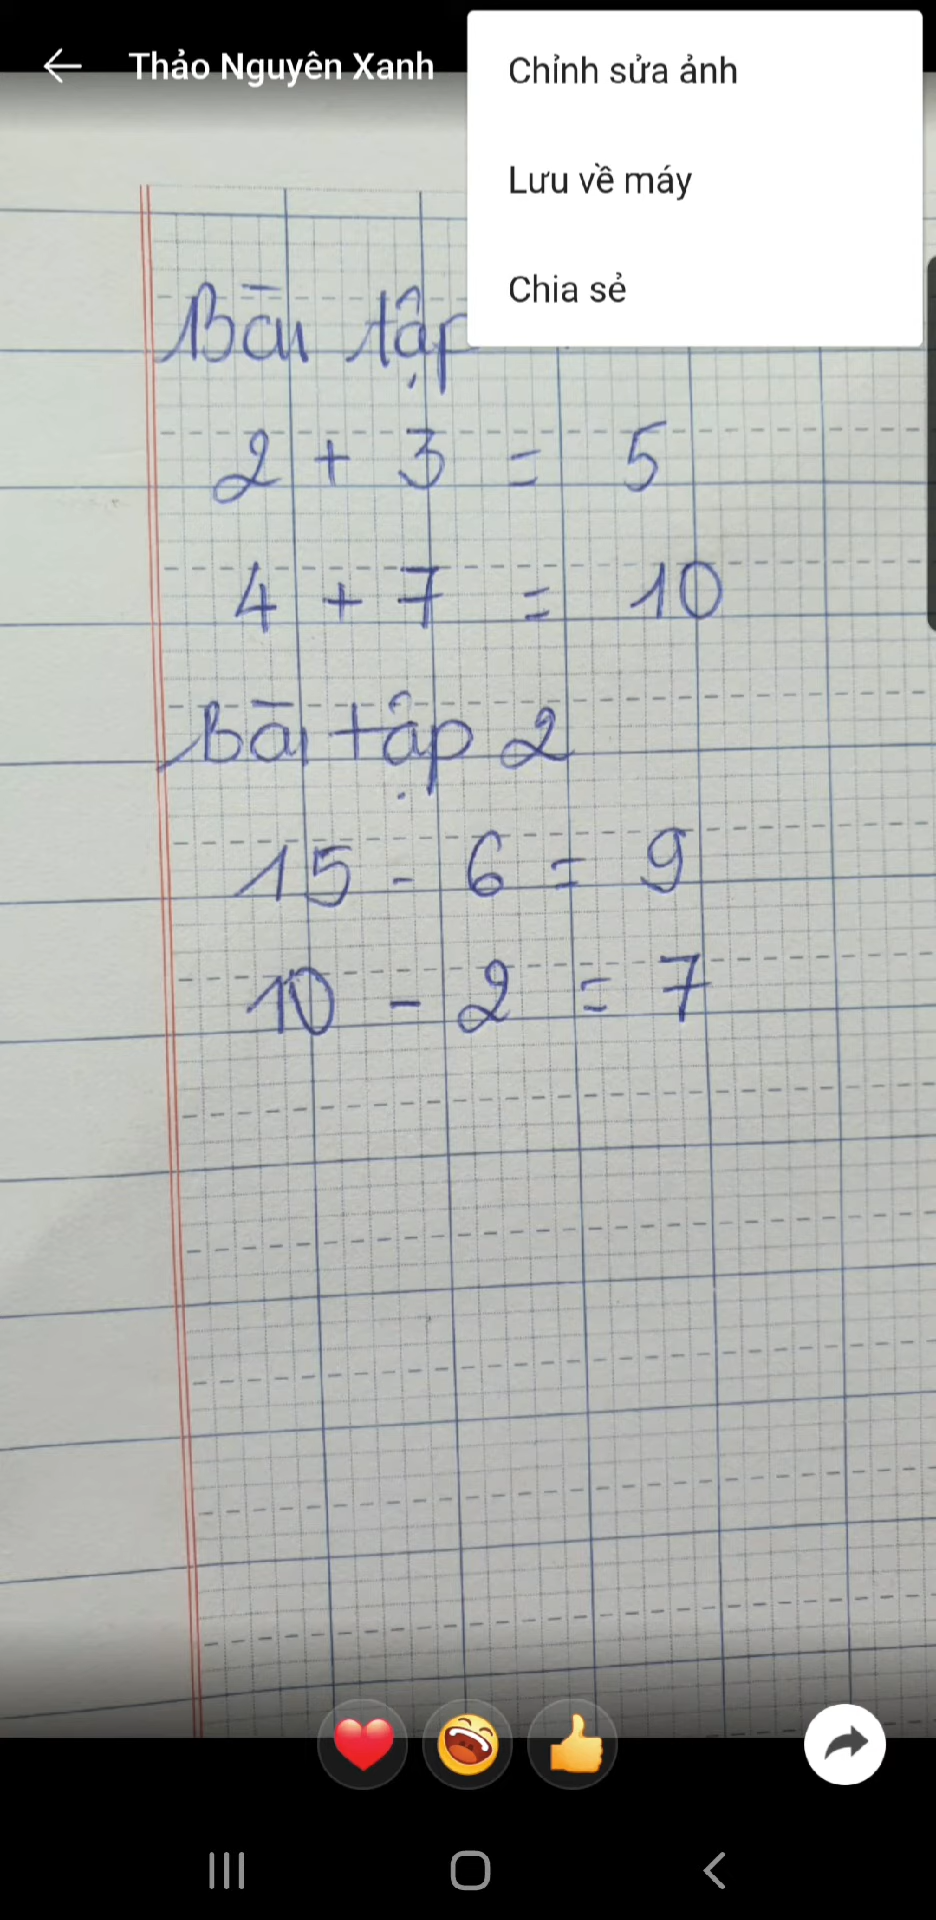 Thảo Nguyên Xanh
Chỉnh sửa ảnh
Lưu về máy
Chia sẻ
Bài tập
2 + 3 = 5
4 + 7 = 10
Bài tập 2
15 - 6 = 9
10 - 2 = 7